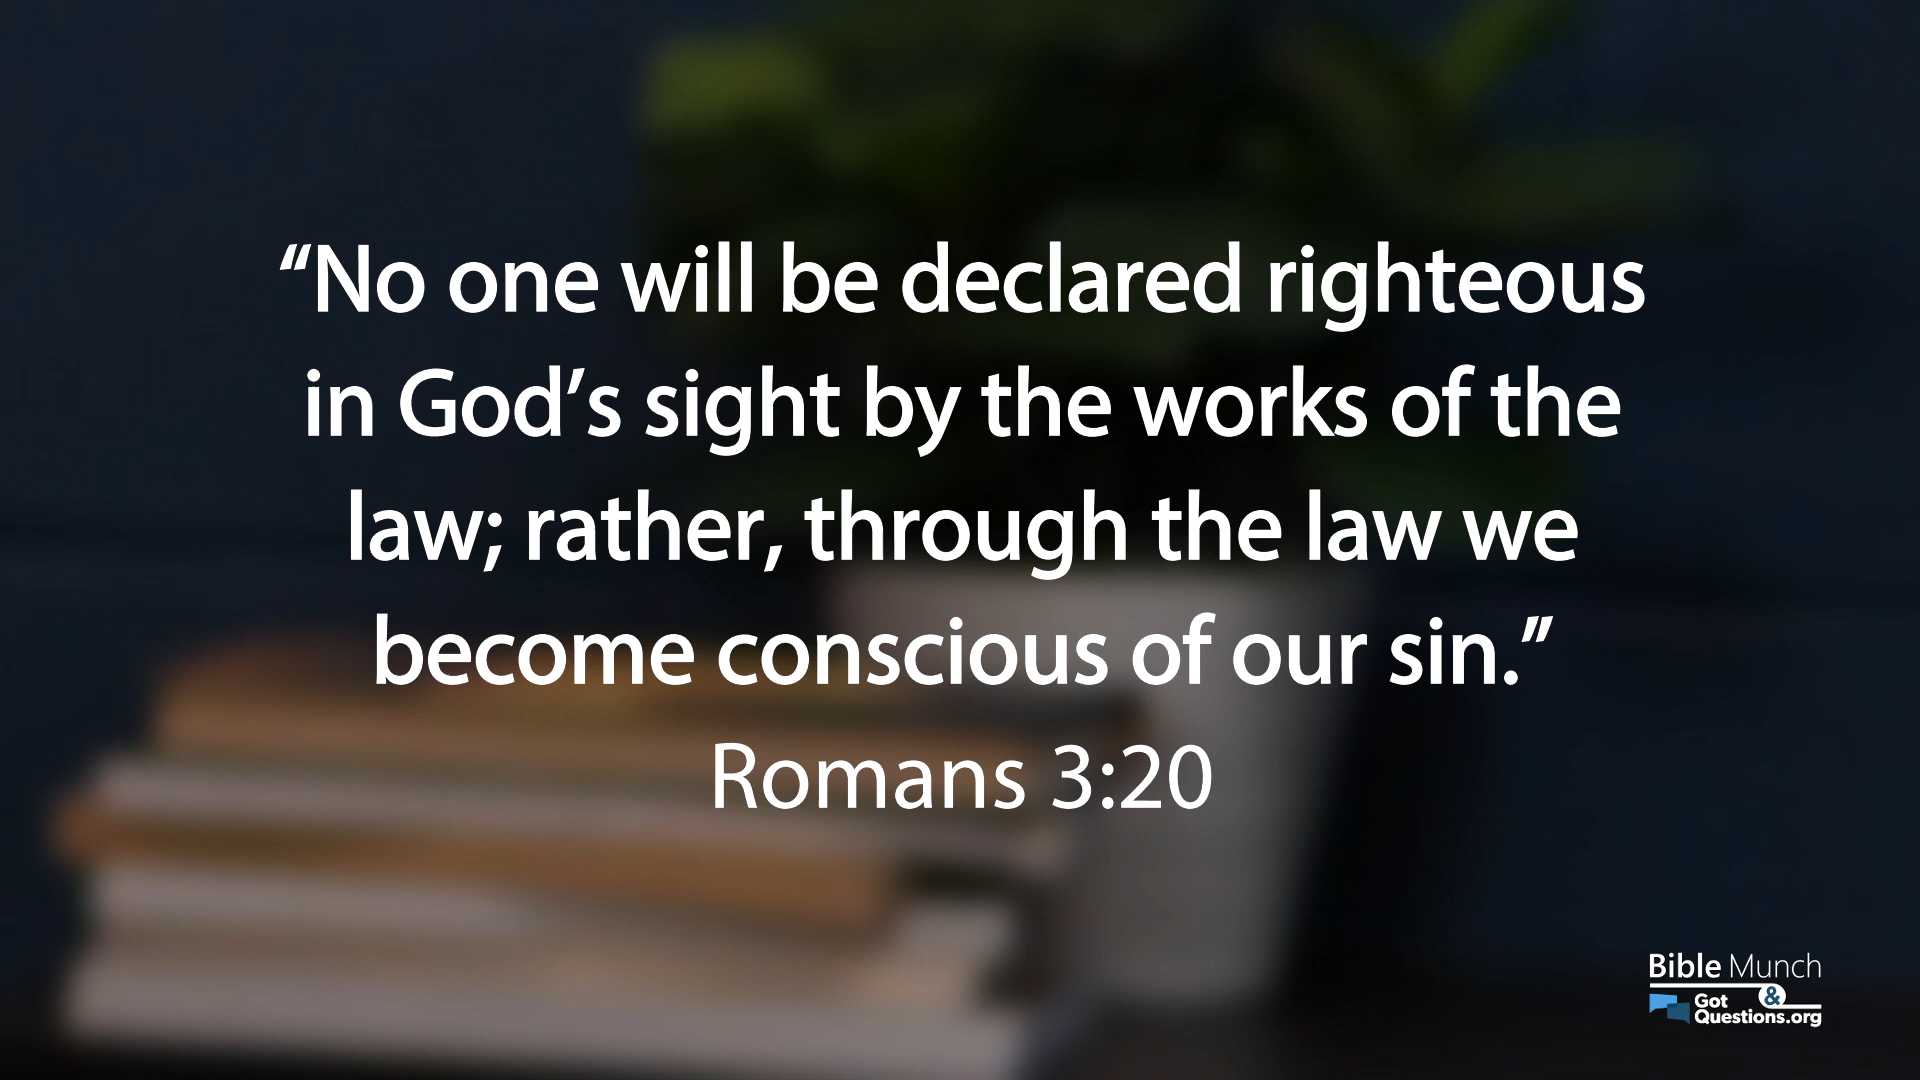 “No one will be declared righteous
in God’s sight by the works of the
law; rather, through the law we
become conscious of our sin.”
Romans 3:20
Bible Munch
&
Got
Questions.org